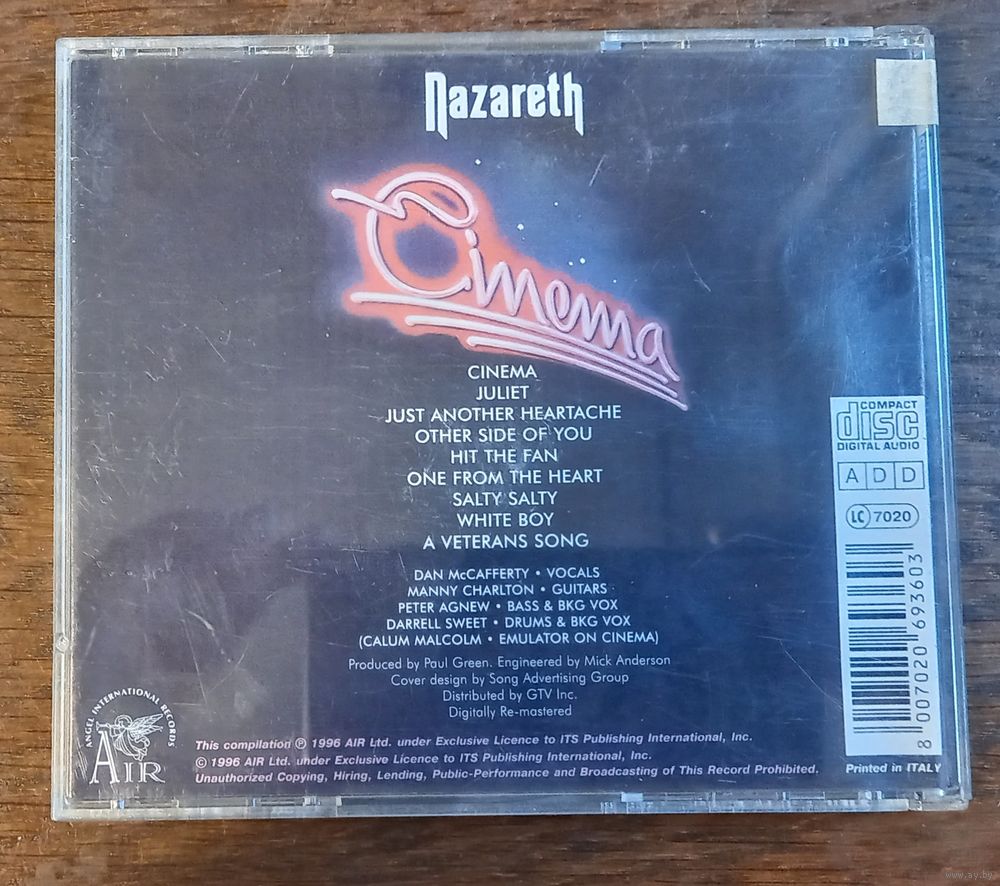 Nazareth
Cinema
CINEMA
JULIET
JUST ANOTHER HEARTACHE
OTHER SIDE OF YOU
HIT THE FAN
ONE FROM THE HEART
SALTY SALTY
WHITE BOY
A VETERANS SONG
DAN McCAFFERTY • VOCALS
MANNY CHARLTON • GUITARS
PETER AGNEW • BASS & BKG VOX
DARRELL SWEET • DRUMS & BKG VOX
(CALUM MALCOLM • EMULATOR ON CINEMA)
Produced by Paul Green. Engineered by Mick Anderson
Cover design by Song Advertising Group
Distributed by GTV Inc.
Digitally Re-mastered
COMPACT
disc
DIGITAL AUDIO
ADD
LC 7020
8 007020 693603
ANGEL INTERNATIONAL RECORDS
AIR
This compilation ℗ 1996 AIR Ltd. under Exclusive Licence to ITS Publishing International, Inc.
© 1996 AIR Ltd. under Exclusive Licence to ITS Publishing International, Inc.
Unauthorized Copying, Hiring, Lending, Public-Performance and Broadcasting of This Record Prohibited.
Printed in ITALY
www.ay.by